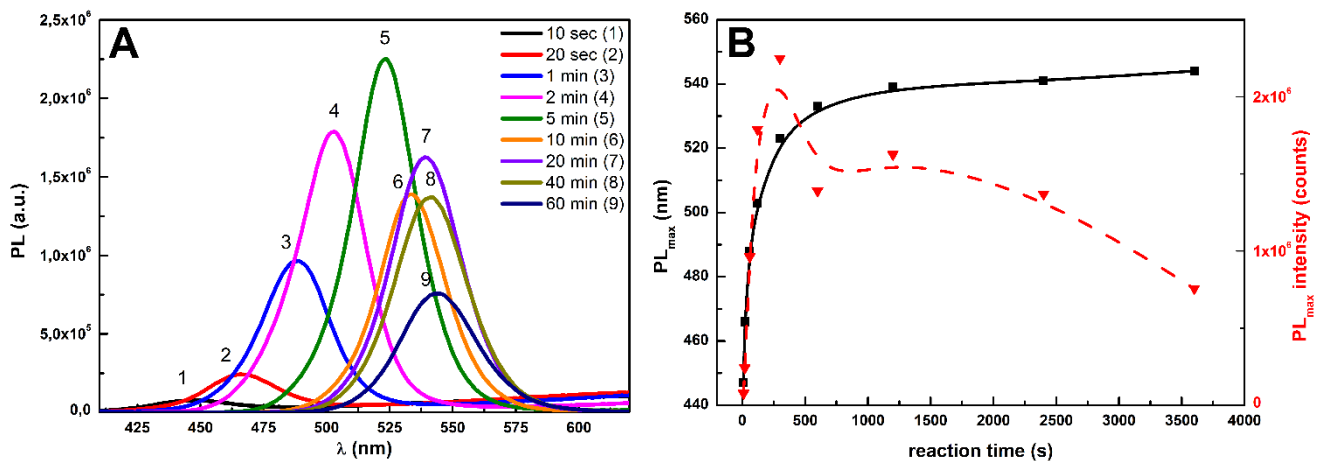 A
PL (a.u.)
2,5x10⁶
2,0x10⁶
1,5x10⁶
1,0x10⁶
5,0x10⁵
0,0
425 450 475 500 525 550 575 600
λ (nm)
1
2
3
4
5
6
7
8
9
10 sec (1)
20 sec (2)
1 min (3)
2 min (4)
5 min (5)
10 min (6)
20 min (7)
40 min (8)
60 min (9)
B
PLmax (nm)
560
540
520
500
480
460
440
0 500 1000 1500 2000 2500 3000 3500 4000
reaction time (s)
2x10⁶
1x10⁶
0
PLmax intensity (counts)